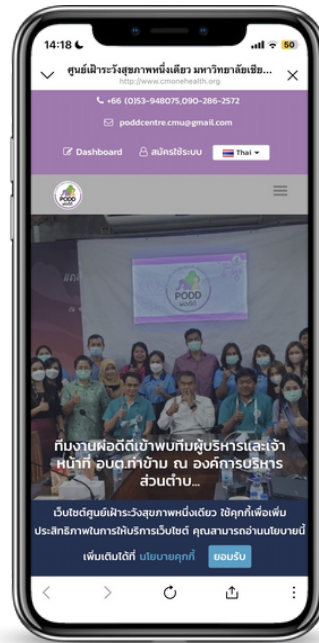 14:18
50
ศูนย์เฝ้าระวังสุขภาพหนึ่งเดียว มหาวิทยาลัยเชีย...
http://www.cmonehealth.org
+66 (0)53-948075,090-286-2572
poddcentre.cmu@gmail.com
Dashboard สมัครใช้ระบบ Thai
PODD
ผ่อดีดี
ทีมงานผ่อดีดีเข้าพบทีมผู้บริหารและเจ้า
หน้าที่ อบต.ท่าข้าม ณ องค์การบริหาร
ส่วนตำบ...
เว็บไซต์ศูนย์เฝ้าระวังสุขภาพหนึ่งเดียว ใช้คุกกี้เพื่อเพิ่ม
ประสิทธิภาพในการให้บริการเว็บไซต์ คุณสามารถอ่านนโยบายนี้
เพิ่มเติมได้ที่ นโยบายคุกกี้ ยอมรับ